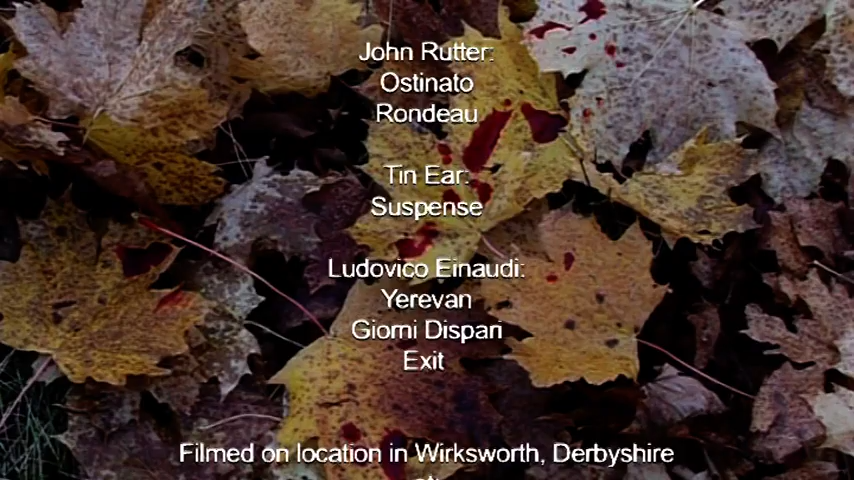 John Rutter:
Ostinato
Rondeau
Tin Ear:
Suspense
Ludovico Einaudi:
Yerevan
Giorni Dispari
Exit
Filmed on location in Wirksworth, Derbyshire